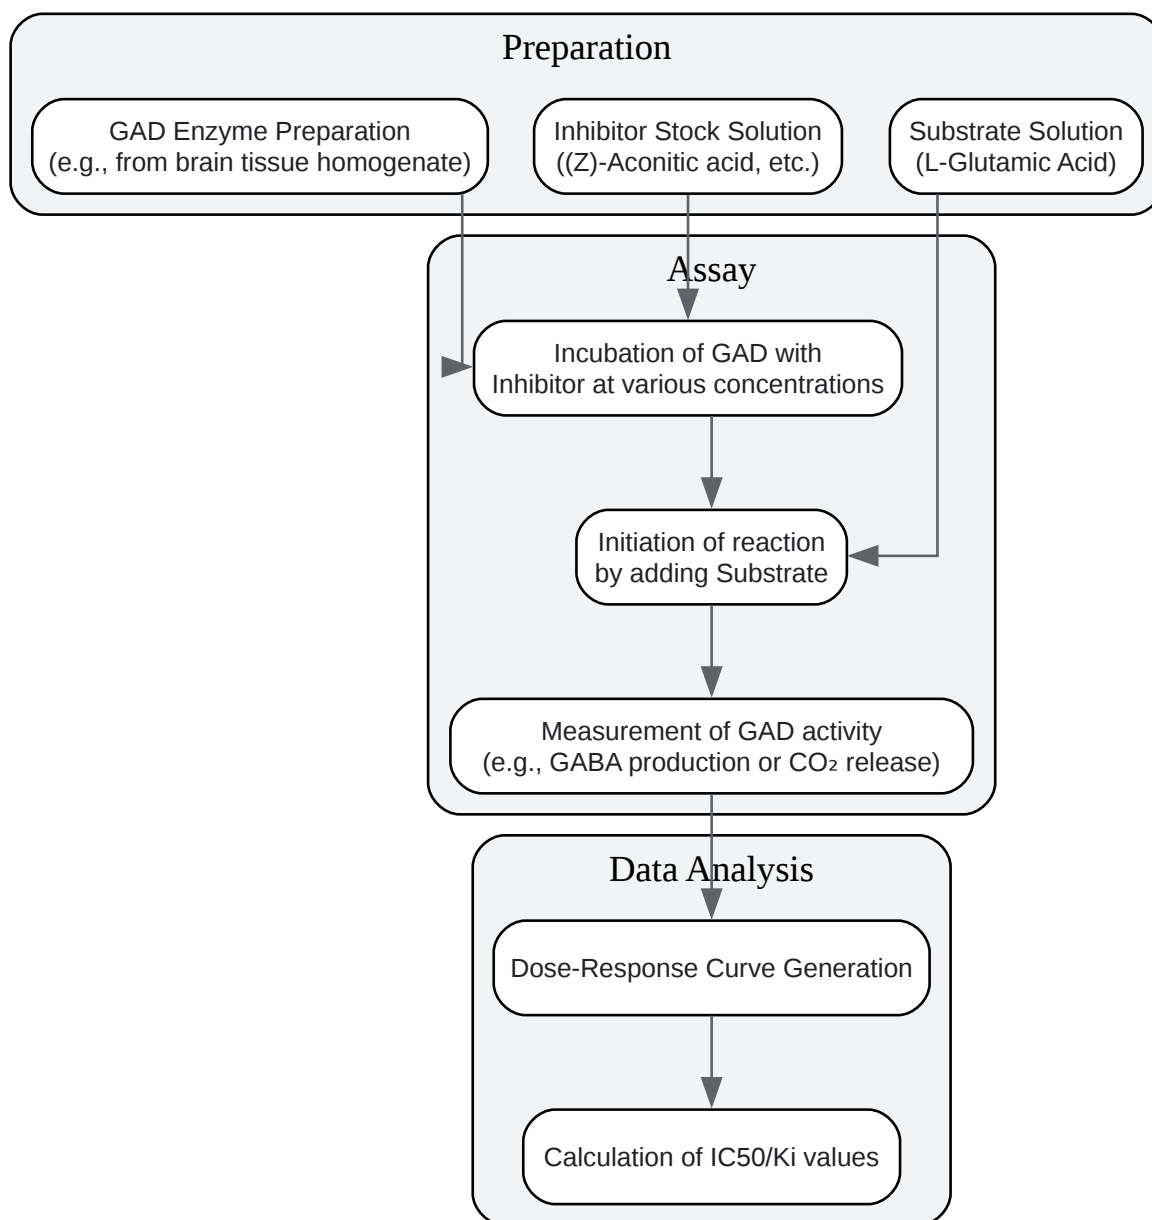 Preparation
GAD Enzyme Preparation
(e.g., from brain tissue homogenate)
Inhibitor Stock Solution
((Z)-Aconitic acid, etc.)
Substrate Solution
(L-Glutamic Acid)
Assay
Incubation of GAD with
Inhibitor at various concentrations
Initiation of reaction
by adding Substrate
Measurement of GAD activity
(e.g., GABA production or CO₂ release)
Data Analysis
Dose-Response Curve Generation
Calculation of IC50/Ki values